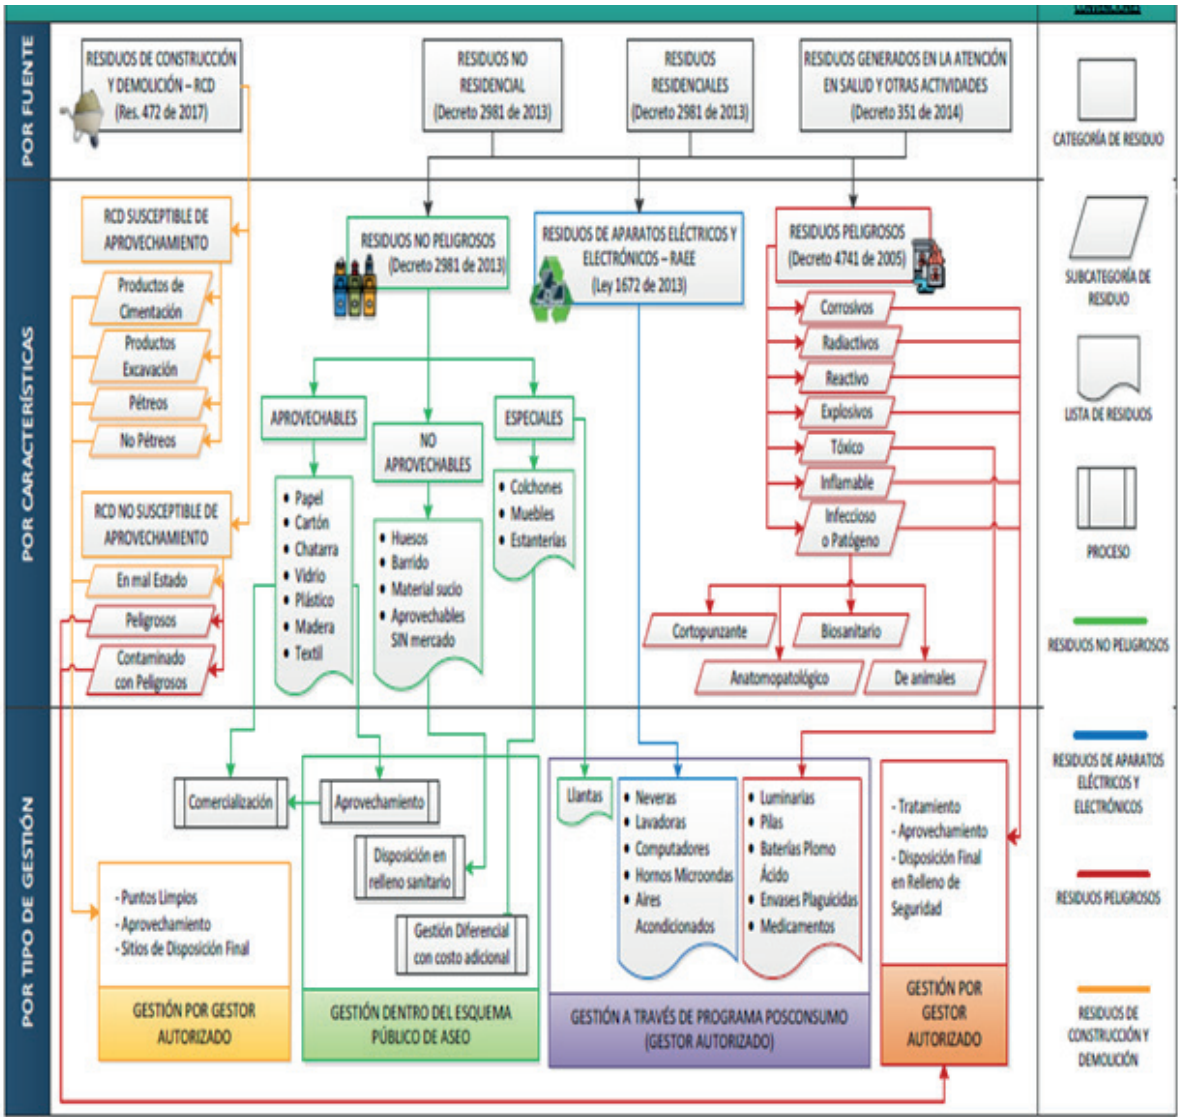 CONVENCIONES
POR FUENTE
RESIDUOS DE CONSTRUCCIÓN
Y DEMOLICIÓN – RCD
(Res. 472 de 2017)
RESIDUOS NO
RESIDENCIAL
(Decreto 2981 de 2013)
RESIDUOS
RESIDENCIALES
(Decreto 2981 de 2013)
RESIDUOS GENERADOS EN LA ATENCIÓN
EN SALUD Y OTRAS ACTIVIDADES
(Decreto 351 de 2014)
CATEGORÍA DE RESIDUO
POR CARACTERÍSTICAS
RCD SUSCEPTIBLE DE
APROVECHAMIENTO
Productos de
Cimentación
Productos
Excavación
Pétreos
No Pétreos
RCD NO SUSCEPTIBLE DE
APROVECHAMIENTO
En mal Estado
Peligrosos
Contaminado
con Peligrosos
RESIDUOS NO PELIGROSOS
(Decreto 2981 de 2013)
APROVECHABLES
• Papel
• Cartón
• Chatarra
• Vidrio
• Plástico
• Madera
• Textil
NO
APROVECHABLES
• Huesos
• Barrido
• Material sucio
• Aprovechables
SIN mercado
ESPECIALES
• Colchones
• Muebles
• Estanterías
RESIDUOS DE APARATOS ELÉCTRICOS Y
ELECTRÓNICOS – RAEE
(Ley 1672 de 2013)
RESIDUOS PELIGROSOS
(Decreto 4741 de 2005)
Corrosivos
Radiactivos
Reactivo
Explosivos
Tóxico
Inflamable
Infeccioso
o Patógeno
Cortopunzante
Biosanitario
Anatomopatológico
De animales
SUBCATEGORÍA DE
RESIDUO
LISTA DE RESIDUOS
PROCESO
RESIDUOS NO PELIGROSOS
POR TIPO DE GESTIÓN
- Puntos Limpios
- Aprovechamiento
- Sitios de Disposición Final
GESTIÓN POR GESTOR
AUTORIZADO
Comercialización
Aprovechamiento
Disposición en
relleno sanitario
Gestión Diferencial
con costo adicional
GESTIÓN DENTRO DEL ESQUEMA
PÚBLICO DE ASEO
Llantas
• Neveras
• Lavadoras
• Computadores
• Hornos Microondas
• Aires
Acondicionados
• Luminarias
• Pilas
• Baterías Plomo
Ácido
• Envases Plaguicidas
• Medicamentos
GESTIÓN A TRAVÉS DE PROGRAMA POSCONSUMO
(GESTOR AUTORIZADO)
- Tratamiento
- Aprovechamiento
- Disposición Final
en Relleno de
Seguridad
GESTIÓN POR
GESTOR
AUTORIZADO
RESIDUOS DE APARATOS
ELÉCTRICOS Y
ELECTRÓNICOS
RESIDUOS PELIGROSOS
RESIDUOS DE
CONSTRUCCIÓN Y
DEMOLICIÓN